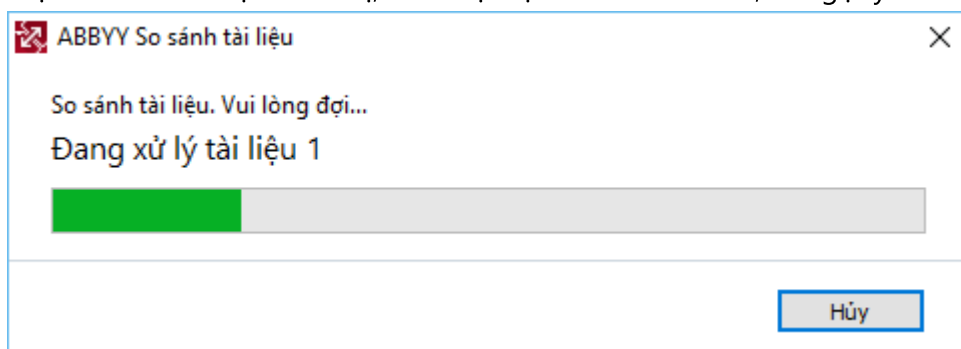 ABBYY So sánh tài liệu
So sánh tài liệu. Vui lòng đợi...
Đang xử lý tài liệu 1
Hủy